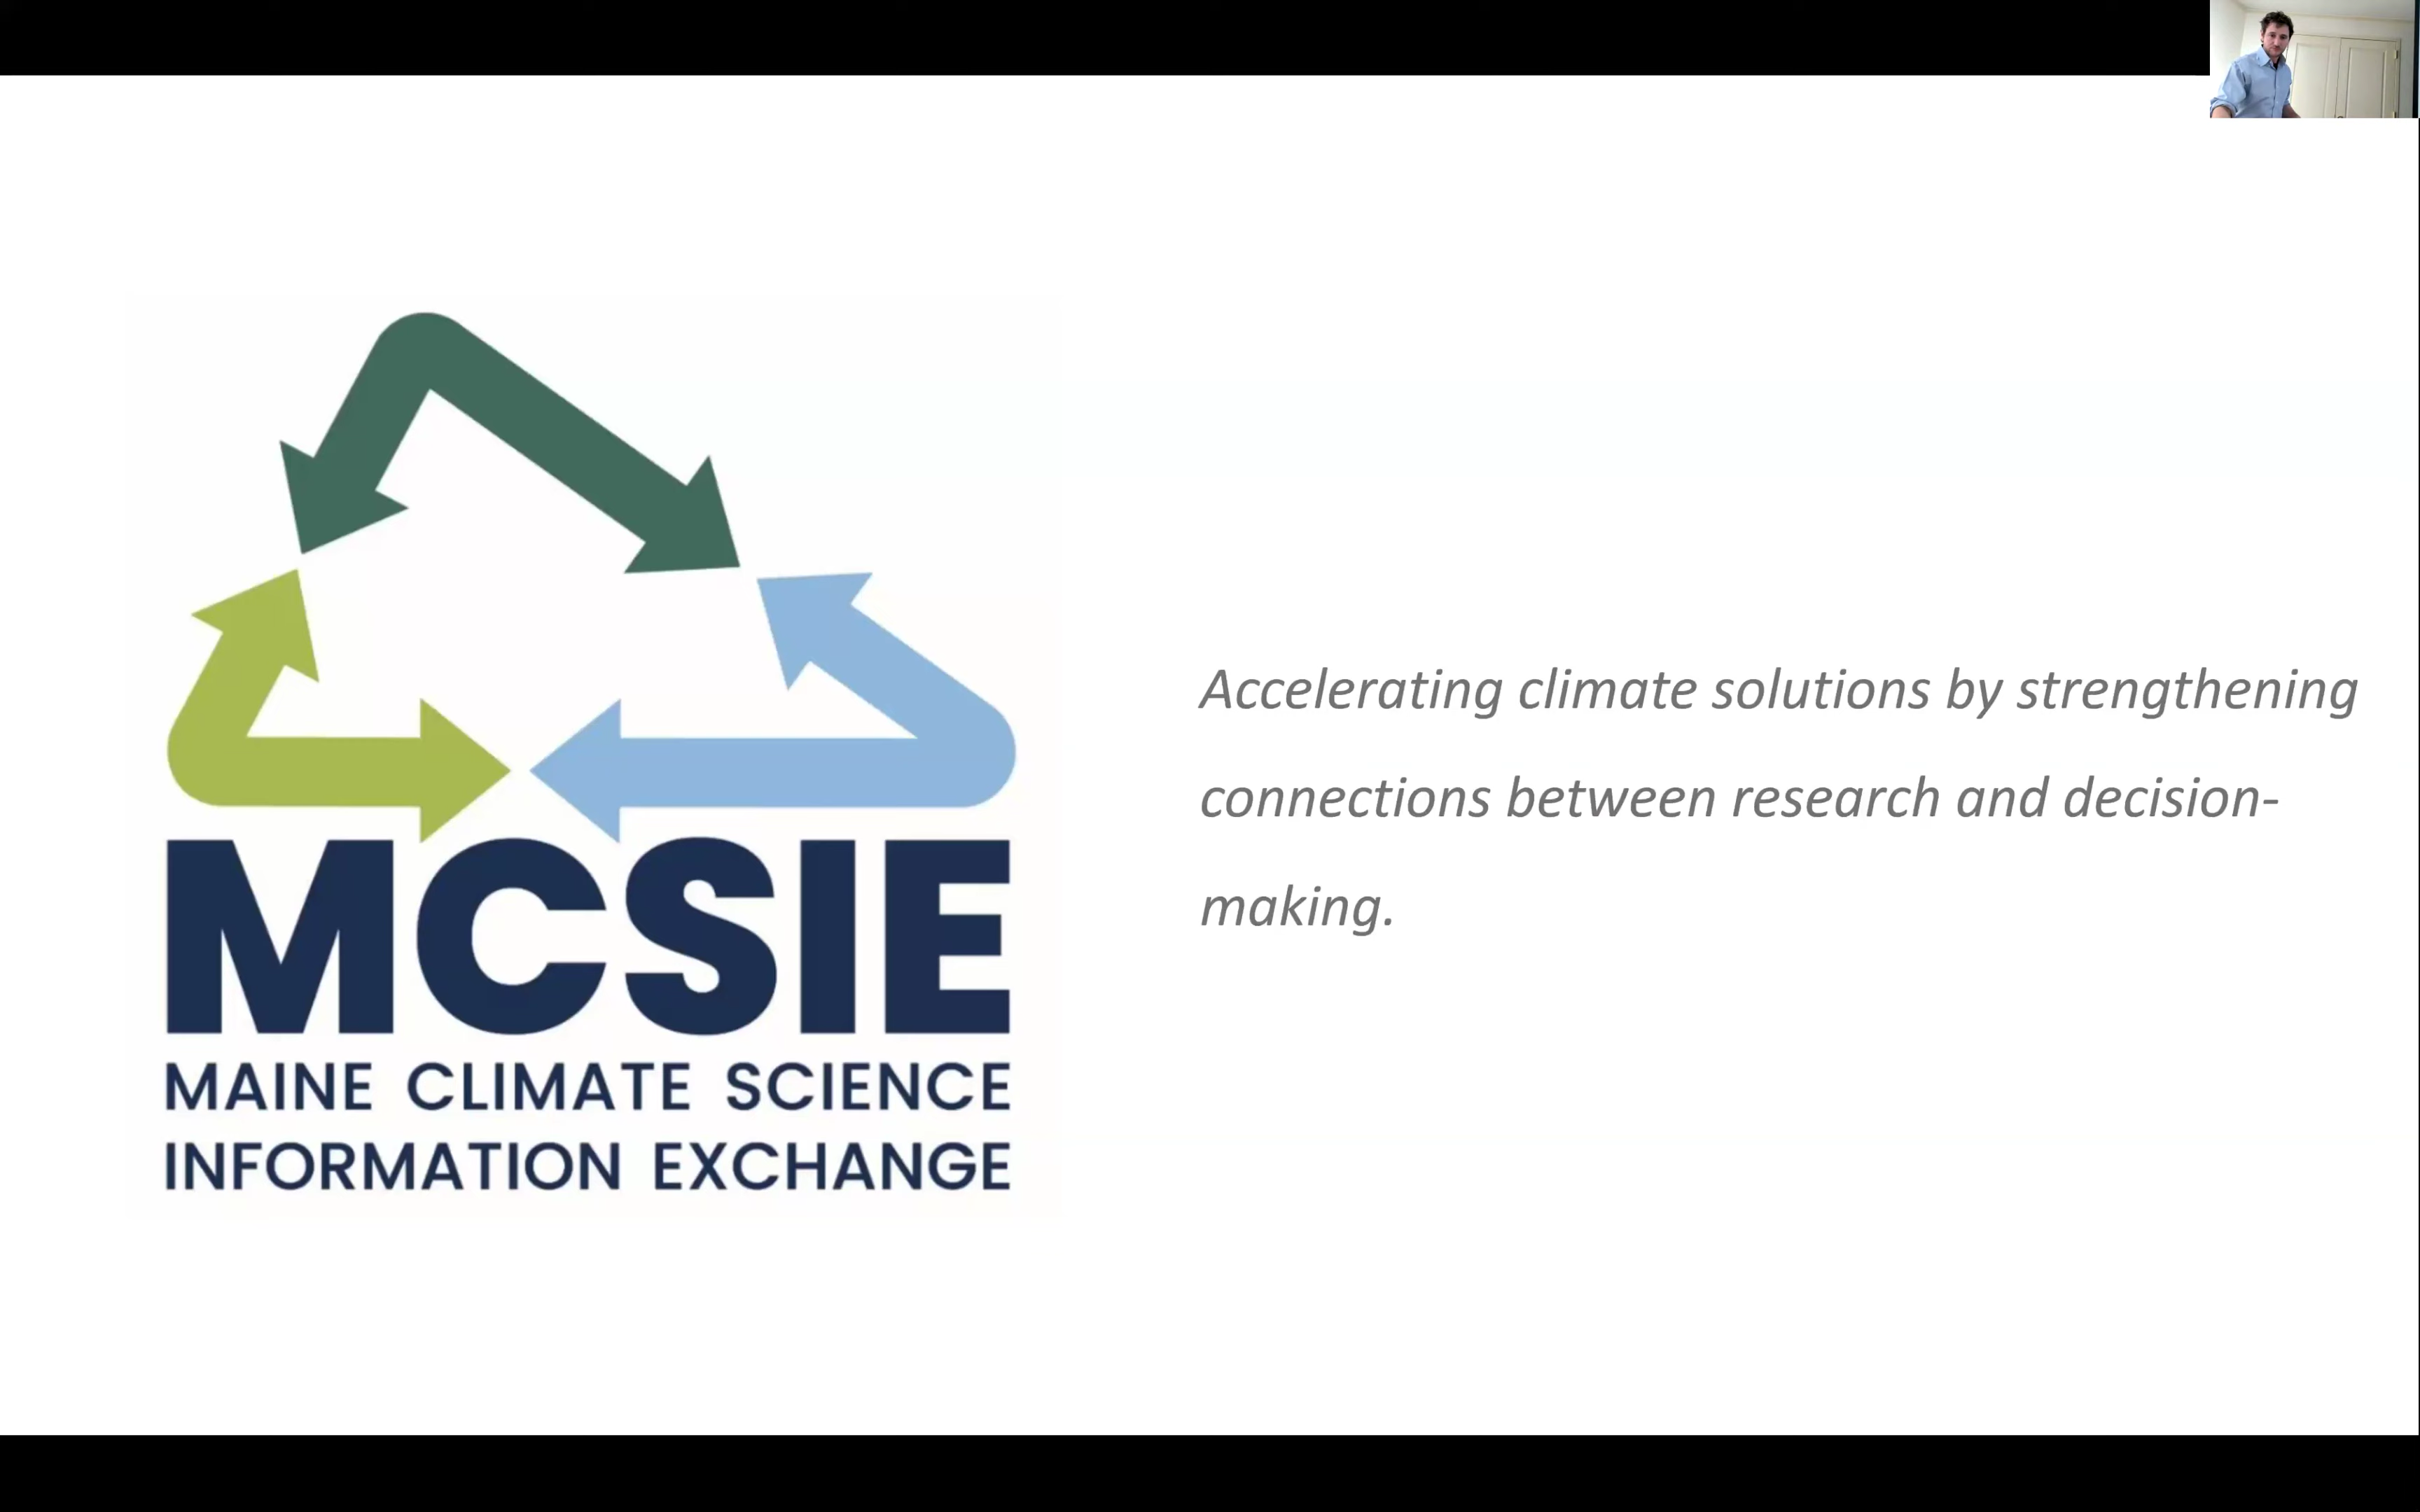 MCSIE
MAINE CLIMATE SCIENCE
INFORMATION EXCHANGE
Accelerating climate solutions by strengthening
connections between research and decision-
making.